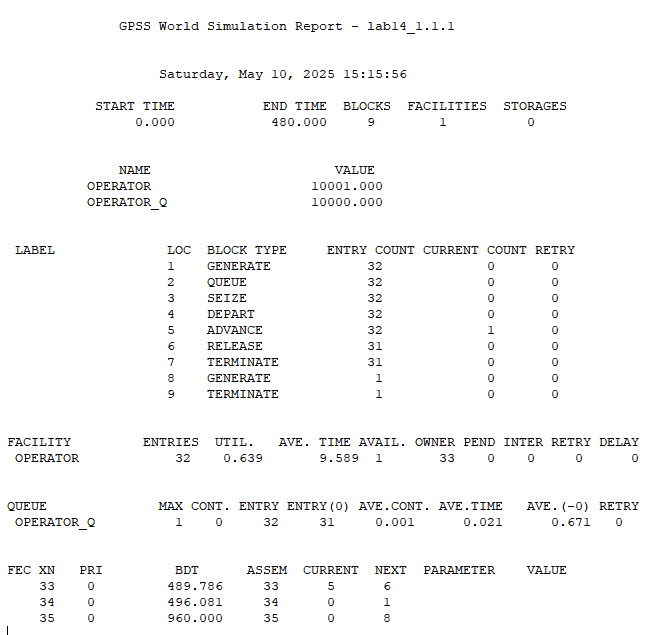 GPSS World Simulation Report - lab14_1.1.1
Saturday, May 10, 2025 15:15:56
START TIME END TIME BLOCKS FACILITIES STORAGES
0.000 480.000 9 1 0
NAME VALUE
OPERATOR 10001.000
OPERATOR_Q 10000.000
LABEL LOC BLOCK TYPE ENTRY COUNT CURRENT COUNT RETRY
1 GENERATE 32 0 0
2 QUEUE 32 0 0
3 SEIZE 32 0 0
4 DEPART 32 0 0
5 ADVANCE 32 1 0
6 RELEASE 31 0 0
7 TERMINATE 31 0 0
8 GENERATE 1 0 0
9 TERMINATE 1 0 0
FACILITY ENTRIES UTIL. AVE. TIME AVAIL. OWNER PEND INTER RETRY DELAY
OPERATOR 32 0.639 9.589 1 33 0 0 0 0
QUEUE MAX CONT. ENTRY ENTRY(0) AVE.CONT. AVE.TIME AVE.(-0) RETRY
OPERATOR_Q 1 0 32 31 0.001 0.021 0.671 0
FEC XN PRI BDT ASSEM CURRENT NEXT PARAMETER VALUE
33 0 489.786 33 5 6
34 0 496.081 34 0 1
35 0 960.000 35 0 8